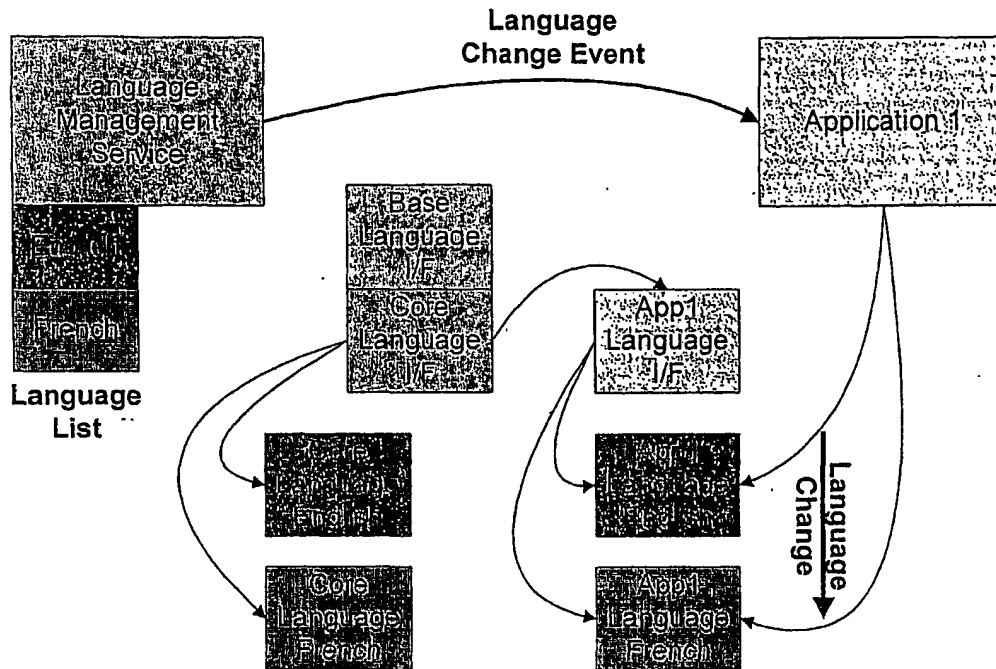 Language
Change Event
Language
Management
Service
Application 1
English
French
Language
List
Base
Language
I/F
Core
Language
I/F
App1
Language
I/F
Core
Language
English
App1
Language
English
Core
Language
French
App1
Language
French
Language
Change